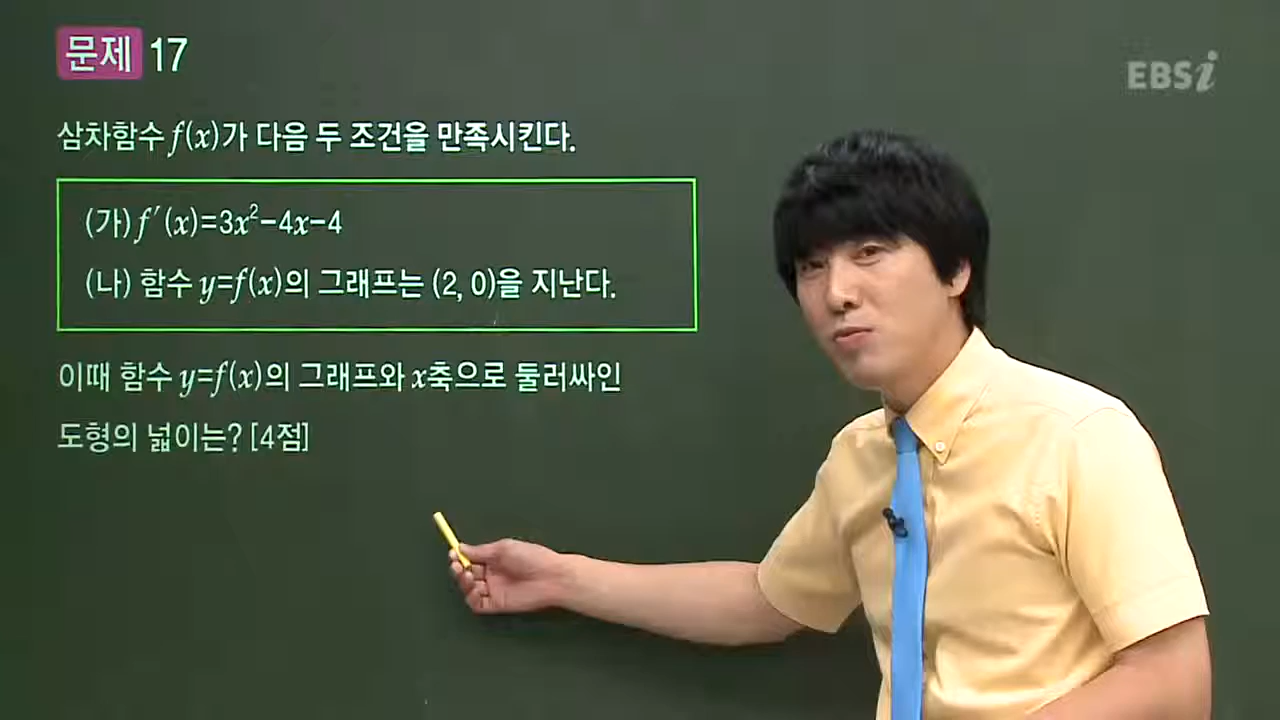 문제 17
EBSi
삼차함수 f(x)가 다음 두 조건을 만족시킨다.
(가) f′(x)=3x²-4x-4
(나) 함수 y=f(x)의 그래프는 (2, 0)을 지난다.
이때 함수 y=f(x)의 그래프와 x축으로 둘러싸인
도형의 넓이는? [4점]